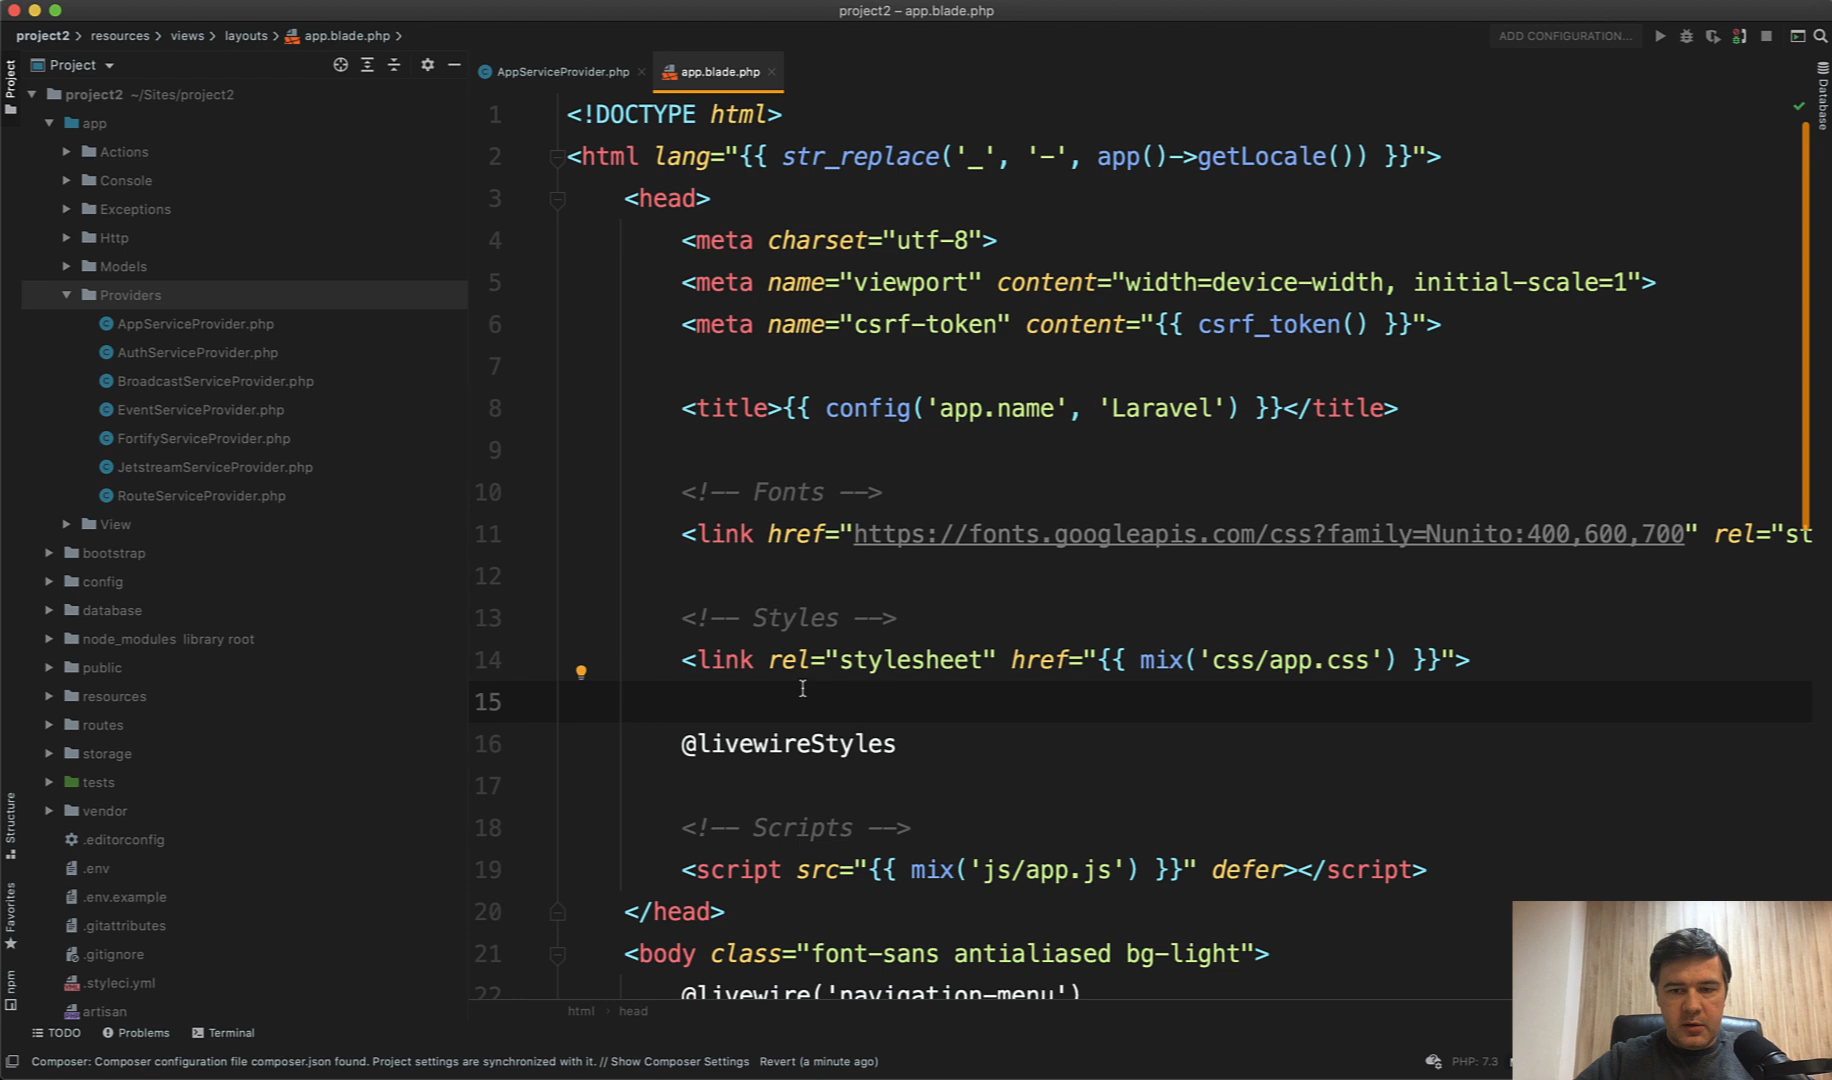 project2 – app.blade.php
project2 > resources > views > layouts > app.blade.php >
ADD CONFIGURATION...
Project
AppServiceProvider.php
app.blade.php
Project
Database
project2 ~/Sites/project2
app
Actions
Console
Exceptions
Http
Models
Providers
AppServiceProvider.php
AuthServiceProvider.php
BroadcastServiceProvider.php
EventServiceProvider.php
FortifyServiceProvider.php
JetstreamServiceProvider.php
RouteServiceProvider.php
View
bootstrap
config
database
node_modules library root
public
resources
routes
storage
tests
vendor
.editorconfig
.env
.env.example
.gitattributes
.gitignore
.styleci.yml
artisan
Structure
Favorites
npm
1 <!DOCTYPE html>
2 <html lang="{{ str_replace('_', '-', app()->getLocale()) }}">
3 <head>
4 <meta charset="utf-8">
5 <meta name="viewport" content="width=device-width, initial-scale=1">
6 <meta name="csrf-token" content="{{ csrf_token() }}">
7
8 <title>{{ config('app.name', 'Laravel') }}</title>
9
10 <!-- Fonts -->
11 <link href="https://fonts.googleapis.com/css?family=Nunito:400,600,700" rel="st
12
13 <!-- Styles -->
14 <link rel="stylesheet" href="{{ mix('css/app.css') }}">
15
16 @livewireStyles
17
18 <!-- Scripts -->
19 <script src="{{ mix('js/app.js') }}" defer></script>
20 </head>
21 <body class="font-sans antialiased bg-light">
22 @livewire('navigation-menu')
html head
TODO Problems Terminal
Composer: Composer configuration file composer.json found. Project settings are synchronized with it. // Show Composer Settings Revert (a minute ago)
PHP: 7.3